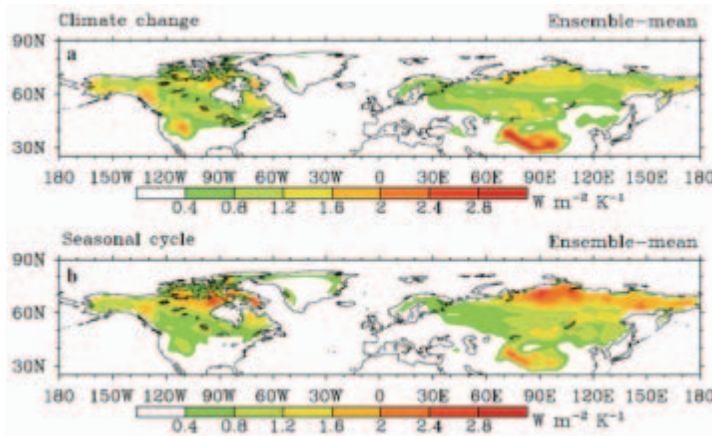 Climate change Ensemble-mean
90N
a
60N
30N
180 150W 120W 90W 60W 30W 0 30E 60E 90E 120E 150E 180
0.4 0.8 1.2 1.6 2 2.4 2.8 W m⁻² K⁻¹
Seasonal cycle Ensemble-mean
90N
b
60N
30N
180 150W 120W 90W 60W 30W 0 30E 60E 90E 120E 150E 180
0.4 0.8 1.2 1.6 2 2.4 2.8 W m⁻² K⁻¹